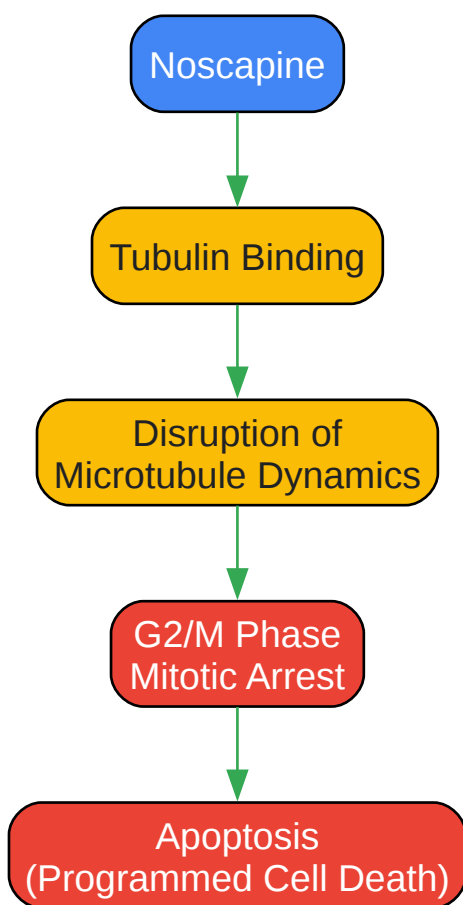 Noscapine
Tubulin Binding
Disruption of
Microtubule Dynamics
G2/M Phase
Mitotic Arrest
Apoptosis
(Programmed Cell Death)